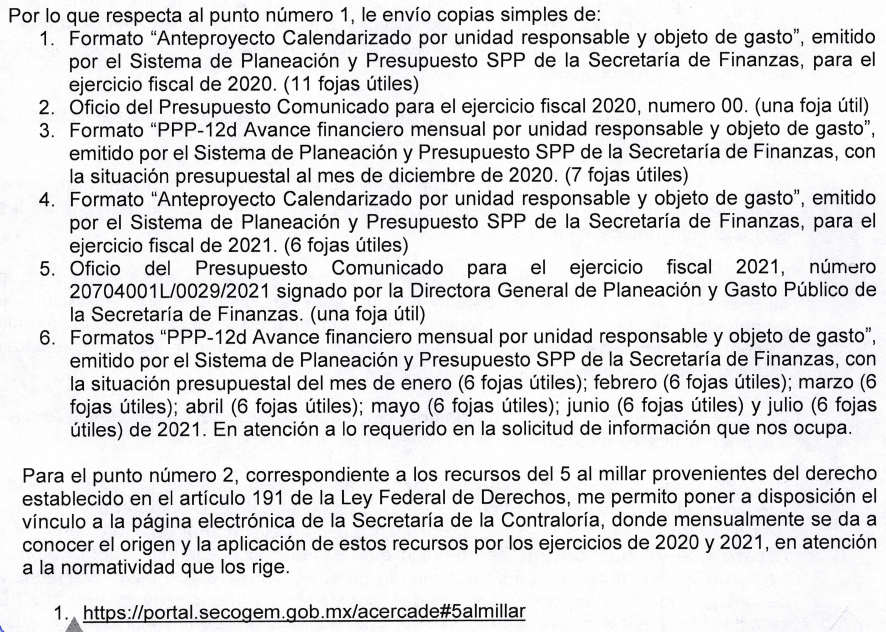 Por lo que respecta al punto número 1, le envío copias simples de:
1. Formato “Anteproyecto Calendarizado por unidad responsable y objeto de gasto”, emitido
por el Sistema de Planeación y Presupuesto SPP de la Secretaría de Finanzas, para el
ejercicio fiscal de 2020. (11 fojas útiles)
2. Oficio del Presupuesto Comunicado para el ejercicio fiscal 2020, numero 00. (una foja útil)
3. Formato “PPP-12d Avance financiero mensual por unidad responsable y objeto de gasto”,
emitido por el Sistema de Planeación y Presupuesto SPP de la Secretaría de Finanzas, con
la situación presupuestal al mes de diciembre de 2020. (7 fojas útiles)
4. Formato “Anteproyecto Calendarizado por unidad responsable y objeto de gasto”, emitido
por el Sistema de Planeación y Presupuesto SPP de la Secretaría de Finanzas, para el
ejercicio fiscal de 2021. (6 fojas útiles)
5. Oficio del Presupuesto Comunicado para el ejercicio fiscal 2021, número
20704001L/0029/2021 signado por la Directora General de Planeación y Gasto Público de
la Secretaría de Finanzas. (una foja útil)
6. Formatos “PPP-12d Avance financiero mensual por unidad responsable y objeto de gasto”,
emitido por el Sistema de Planeación y Presupuesto SPP de la Secretaría de Finanzas, con
la situación presupuestal del mes de enero (6 fojas útiles); febrero (6 fojas útiles); marzo (6
fojas útiles); abril (6 fojas útiles); mayo (6 fojas útiles); junio (6 fojas útiles) y julio (6 fojas
útiles) de 2021. En atención a lo requerido en la solicitud de información que nos ocupa.
Para el punto número 2, correspondiente a los recursos del 5 al millar provenientes del derecho
establecido en el artículo 191 de la Ley Federal de Derechos, me permito poner a disposición el
vínculo a la página electrónica de la Secretaría de la Contraloría, donde mensualmente se da a
conocer el origen y la aplicación de estos recursos por los ejercicios de 2020 y 2021, en atención
a la normatividad que los rige.
1. https://portal.secogem.gob.mx/acercade#5almillar